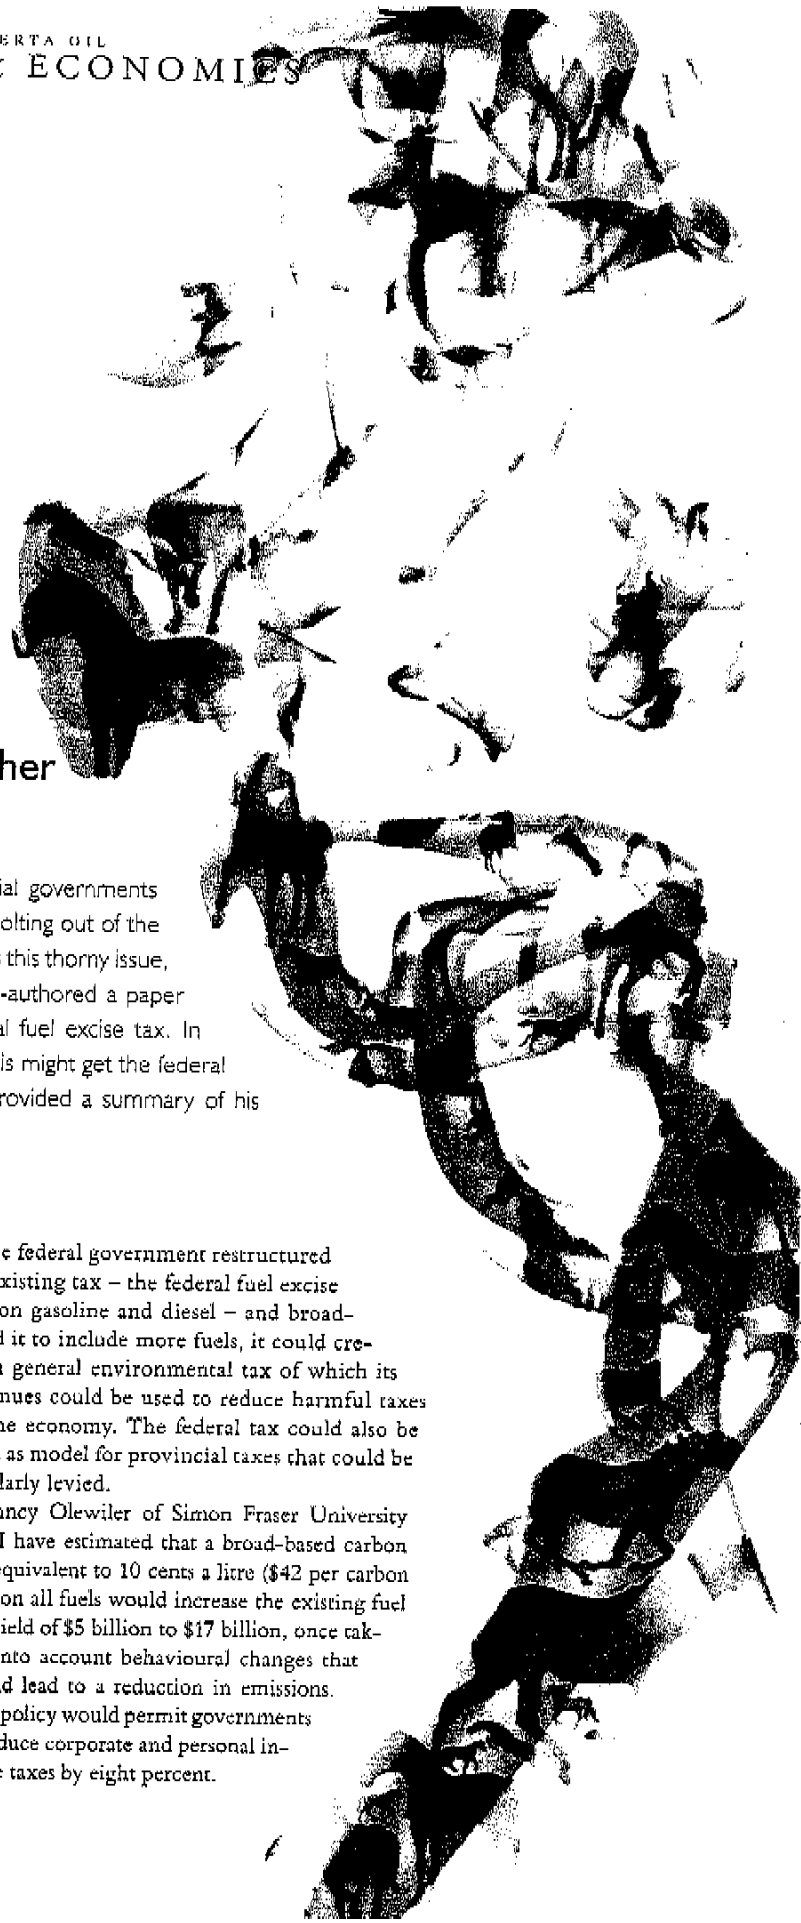 ERTA OIL
ECONOMICS
her
ial governments
olting out of the
this thorny issue,
-authored a paper
al fuel excise tax. In
is might get the federal
rovided a summary of his
e federal government restructured
xisting tax – the federal fuel excise
on gasoline and diesel – and broad-
d it to include more fuels, it could cre-
a general environmental tax of which its
nues could be used to reduce harmful taxes
he economy. The federal tax could also be
as model for provincial taxes that could be
larly levied.
ancy Olewiler of Simon Fraser University
I have estimated that a broad-based carbon
equivalent to 10 cents a litre ($42 per carbon
on all fuels would increase the existing fuel
ield of $5 billion to $17 billion, once tak-
nto account behavioural changes that
d lead to a reduction in emissions.
policy would permit governments
duce corporate and personal in-
e taxes by eight percent.